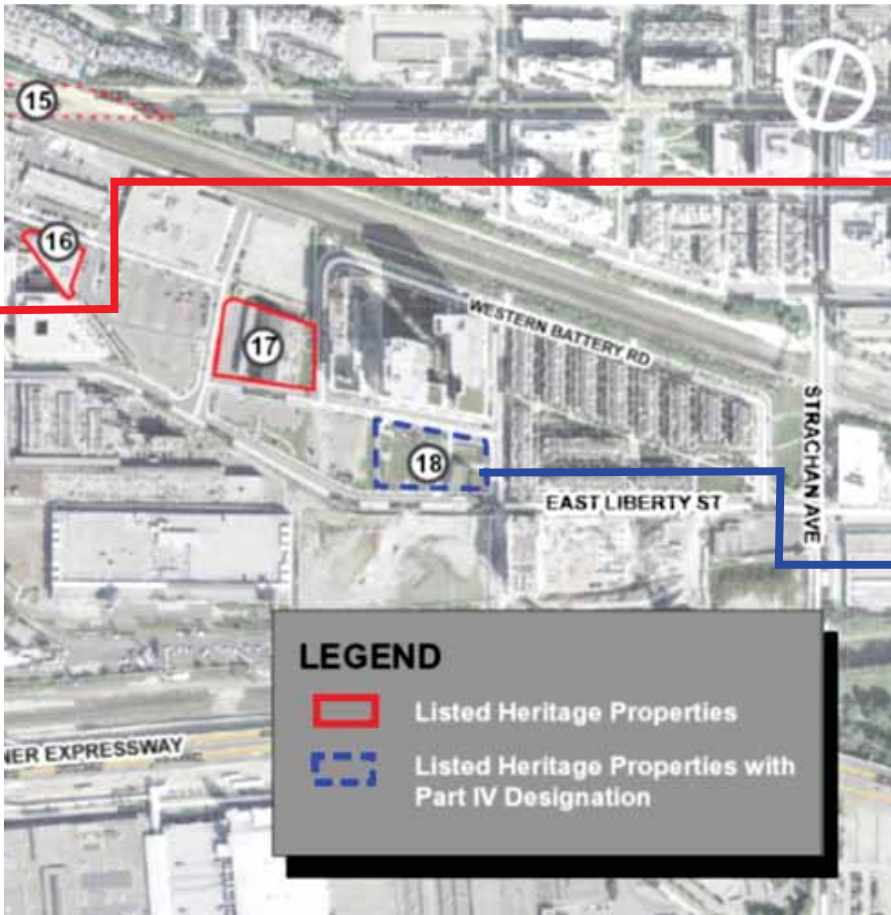 15
16
17
WESTERN BATTERY RD
STRACHAN AVE
18
EAST LIBERTY ST
LEGEND
Listed Heritage Properties
NER EXPRESSWAY
Listed Heritage Properties with
Part IV Designation